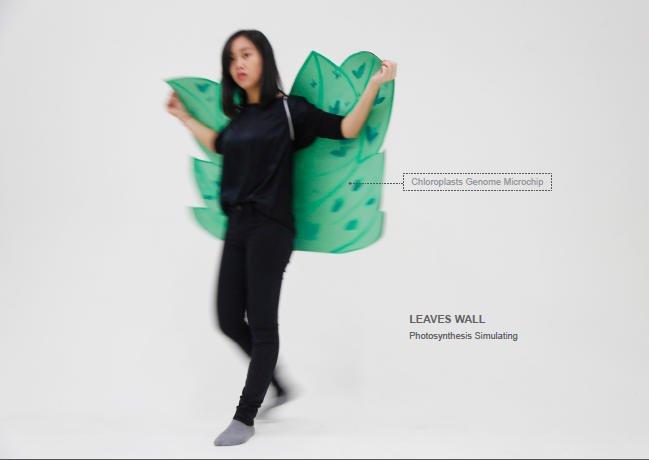 Chloroplasts Genome Microchip
LEAVES WALL
Photosynthesis Simulating